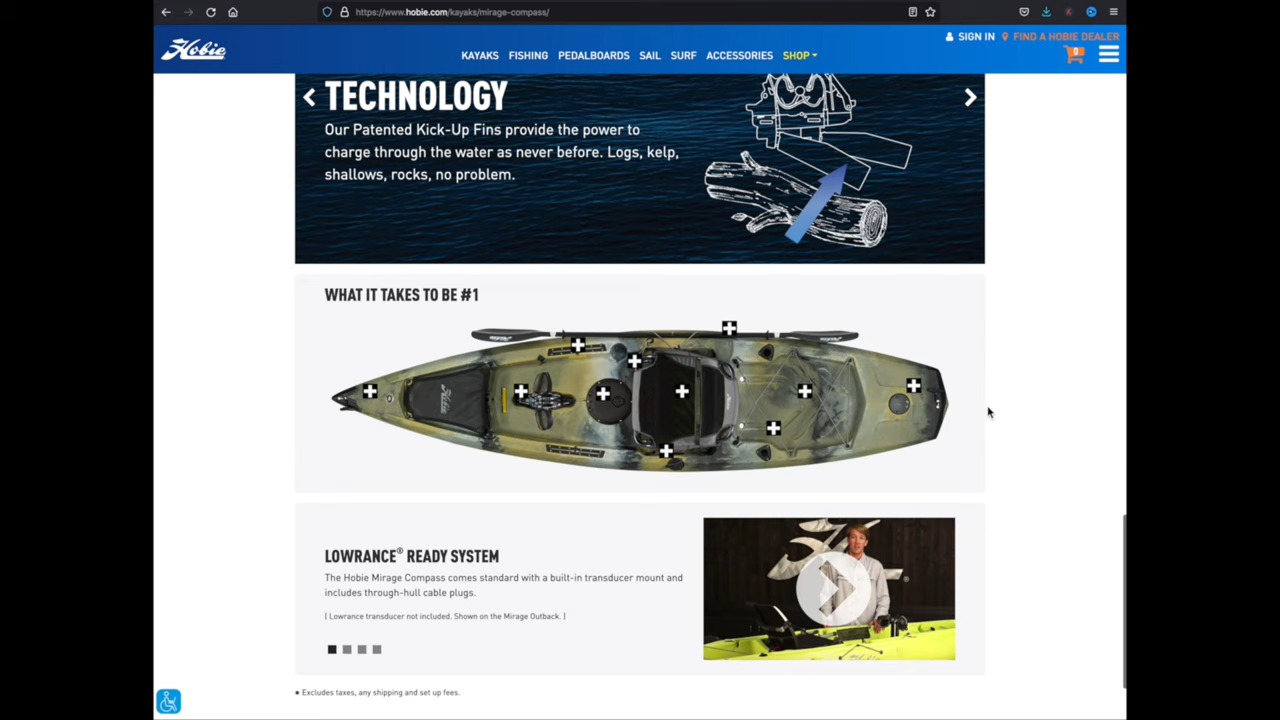 https://www.hobie.com/kayaks/mirage-compass/
SIGN IN
FIND A HOBIE DEALER
Hobie
KAYAKS
FISHING
PEDALBOARDS
SAIL
SURF
ACCESSORIES
SHOP
0
TECHNOLOGY
Our Patented Kick-Up Fins provide the power to
charge through the water as never before. Logs, kelp,
shallows, rocks, no problem.
WHAT IT TAKES TO BE #1
LOWRANCE® READY SYSTEM
The Hobie Mirage Compass comes standard with a built-in transducer mount and
includes through-hull cable plugs.
[ Lowrance transducer not included. Shown on the Mirage Outback. ]
● Excludes taxes, any shipping and set up fees.